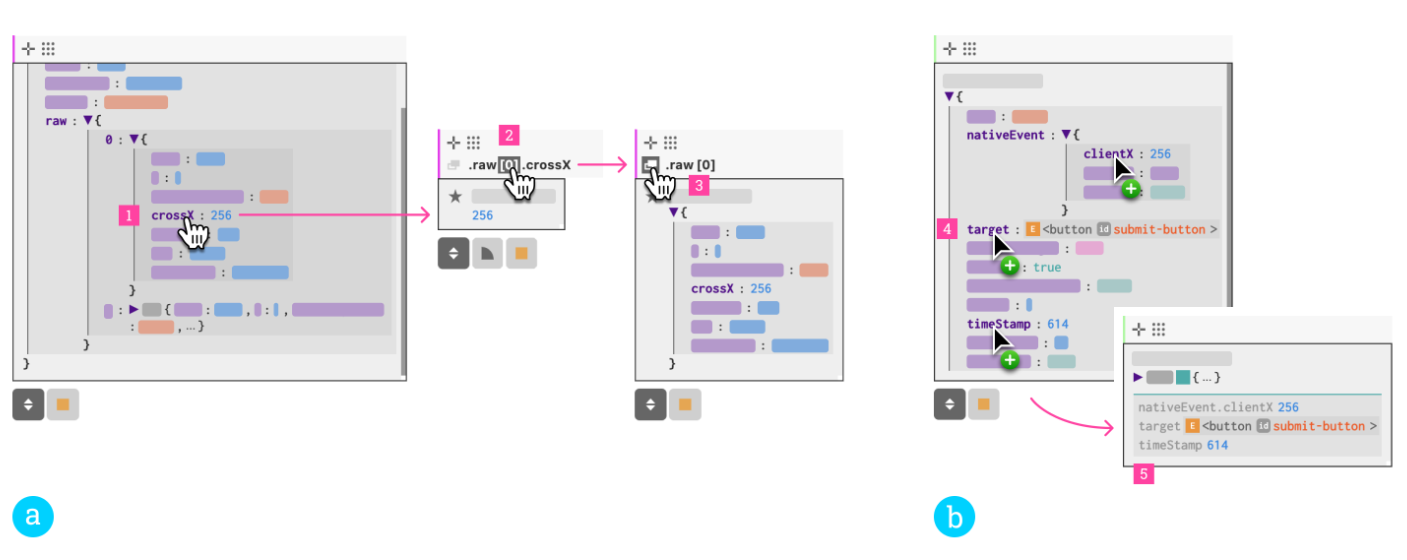 raw : ▼{
0 : ▼{
:
:
:
1 crossX : 256
:
:
:
}
: ▶ { : , : ,
: , …}
}
}
2
.raw [0].crossX
★
256
.raw [0]
3
★
▼{
:
:
:
crossX : 256
:
:
:
}
a
▼{
:
nativeEvent : ▼{
clientX : 256
:
:
}
4 target : E <button id submit-button >
:
: true
:
:
timeStamp : 614
:
:
▶ {…}
nativeEvent.clientX 256
target E <button id submit-button >
timeStamp 614
5
b